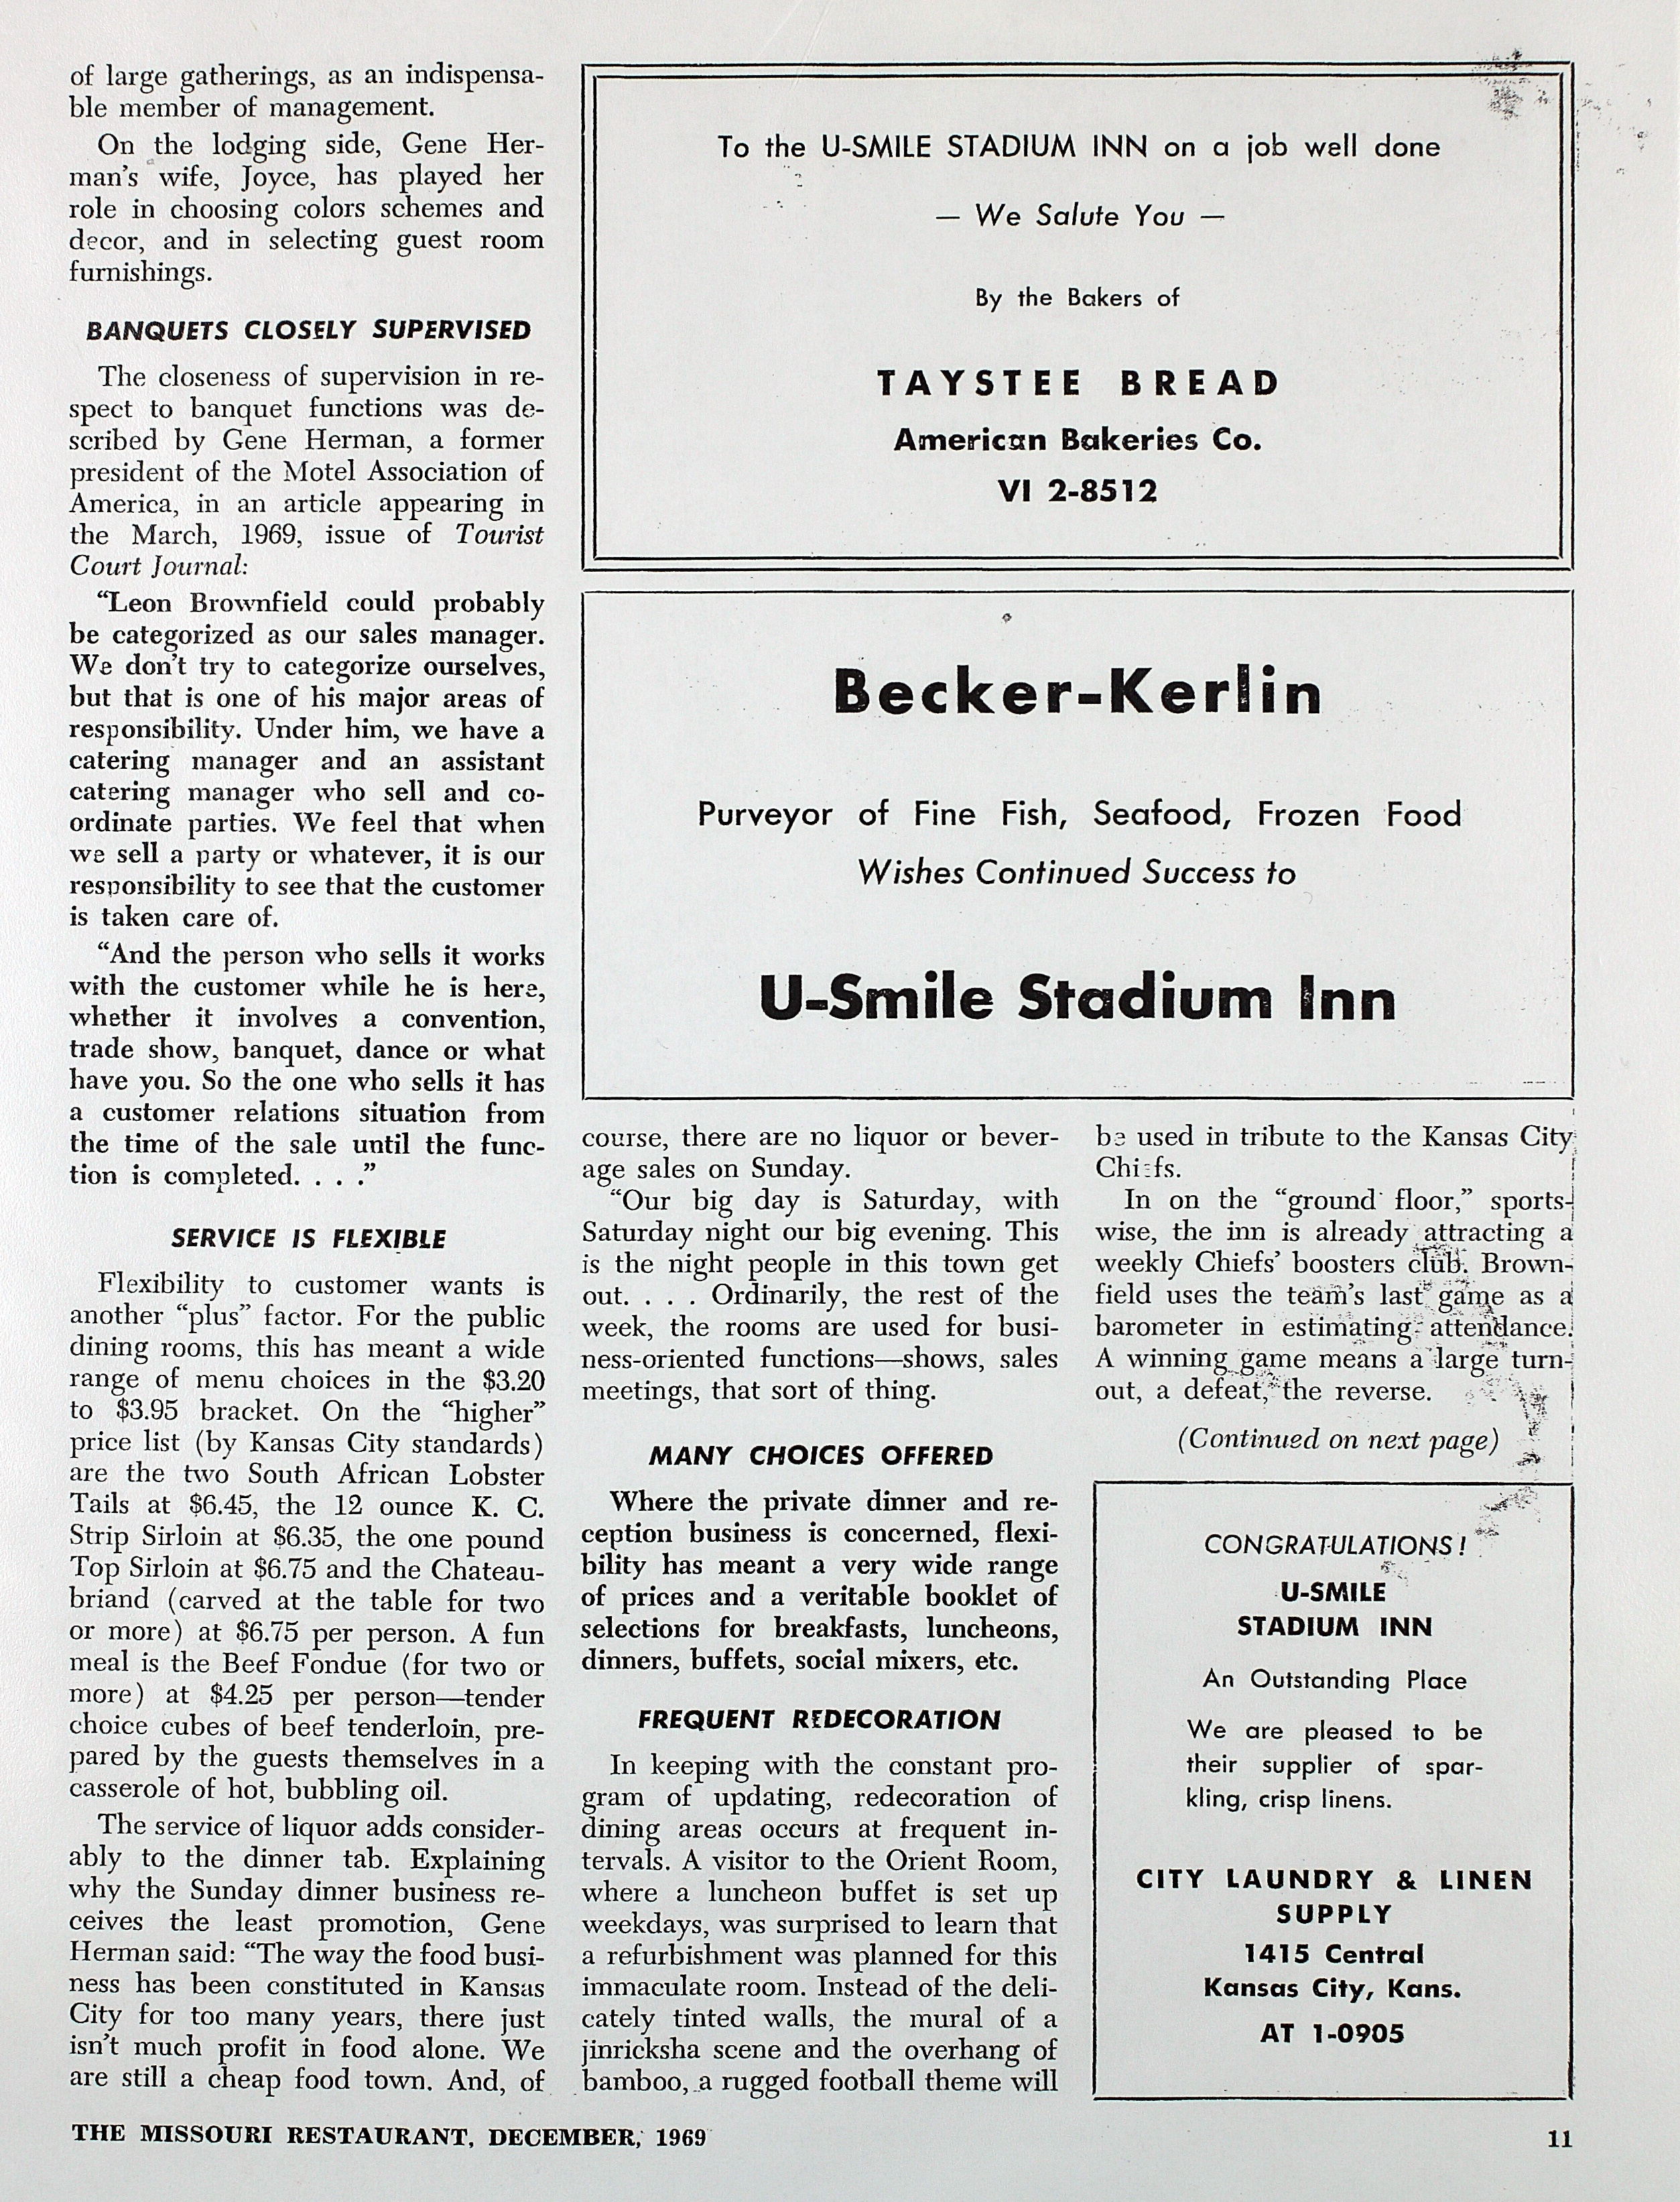 of large gatherings, as an indispensa-
ble member of management.
On the lodging side, Gene Her-
man's wife, Joyce, has played her
role in choosing colors schemes and
decor, and in selecting guest room
furnishings.
BANQUETS CLOSELY SUPERVISED
The closeness of supervision in re-
spect to banquet functions was de-
scribed by Gene Herman, a former
president of the Motel Association of
America, in an article appearing in
the March, 1969, issue of Tourist
Court Journal:
"Leon Brownfield could probably
be categorized as our sales manager.
We don't try to categorize ourselves,
but that is one of his major areas of
responsibility. Under him, we have a
catering manager and an assistant
catering manager who sell and co-
ordinate parties. We feel that when
we sell a party or whatever, it is our
responsibility to see that the customer
is taken care of.
"And the person who sells it works
with the customer while he is here,
whether it involves a convention,
trade show, banquet, dance or what
have you. So the one who sells it has
a customer relations situation from
the time of the sale until the func-
tion is completed. . . ."
SERVICE IS FLEXIBLE
Flexibility to customer wants is
another "plus" factor. For the public
dining rooms, this has meant a wide
range of menu choices in the $3.20
to $3.95 bracket. On the "higher"
price list (by Kansas City standards)
are the two South African Lobster
Tails at $6.45, the 12 ounce K. C.
Strip Sirloin at $6.35, the one pound
Top Sirloin at $6.75 and the Chateau-
briand (carved at the table for two
or more) at $6.75 per person. A fun
meal is the Beef Fondue (for two or
more) at $4.25 per person—tender
choice cubes of beef tenderloin, pre-
pared by the guests themselves in a
casserole of hot, bubbling oil.
The service of liquor adds consider-
ably to the dinner tab. Explaining
why the Sunday dinner business re-
ceives the least promotion, Gene
Herman said: "The way the food busi-
ness has been constituted in Kansas
City for too many years, there just
isn't much profit in food alone. We
are still a cheap food town. And, of
To the U-SMILE STADIUM INN on a job well done
— We Salute You —
By the Bakers of
TAYSTEE BREAD
American Bakeries Co.
VI 2-8512
Becker-Kerlin
Purveyor of Fine Fish, Seafood, Frozen Food
Wishes Continued Success to
U-Smile Stadium Inn
course, there are no liquor or bever-
age sales on Sunday.
"Our big day is Saturday, with
Saturday night our big evening. This
is the night people in this town get
out. . . . Ordinarily, the rest of the
week, the rooms are used for busi-
ness-oriented functions—shows, sales
meetings, that sort of thing.
MANY CHOICES OFFERED
Where the private dinner and re-
ception business is concerned, flexi-
bility has meant a very wide range
of prices and a veritable booklet of
selections for breakfasts, luncheons,
dinners, buffets, social mixers, etc.
FREQUENT REDECORATION
In keeping with the constant pro-
gram of updating, redecoration of
dining areas occurs at frequent in-
tervals. A visitor to the Orient Room,
where a luncheon buffet is set up
weekdays, was surprised to learn that
a refurbishment was planned for this
immaculate room. Instead of the deli-
cately tinted walls, the mural of a
jinricksha scene and the overhang of
bamboo, a rugged football theme will
be used in tribute to the Kansas City
Chiefs.
In on the "ground floor," sports-
wise, the inn is already attracting a
weekly Chiefs' boosters club. Brown-
field uses the team's last game as a
barometer in estimating attendance.
A winning game means a large turn-
out, a defeat, the reverse.
(Continued on next page)
CONGRATULATIONS!
U-SMILE
STADIUM INN
An Outstanding Place
We are pleased to be
their supplier of spar-
kling, crisp linens.
CITY LAUNDRY & LINEN
SUPPLY
1415 Central
Kansas City, Kans.
AT 1-0905
THE MISSOURI RESTAURANT, DECEMBER, 1969
11